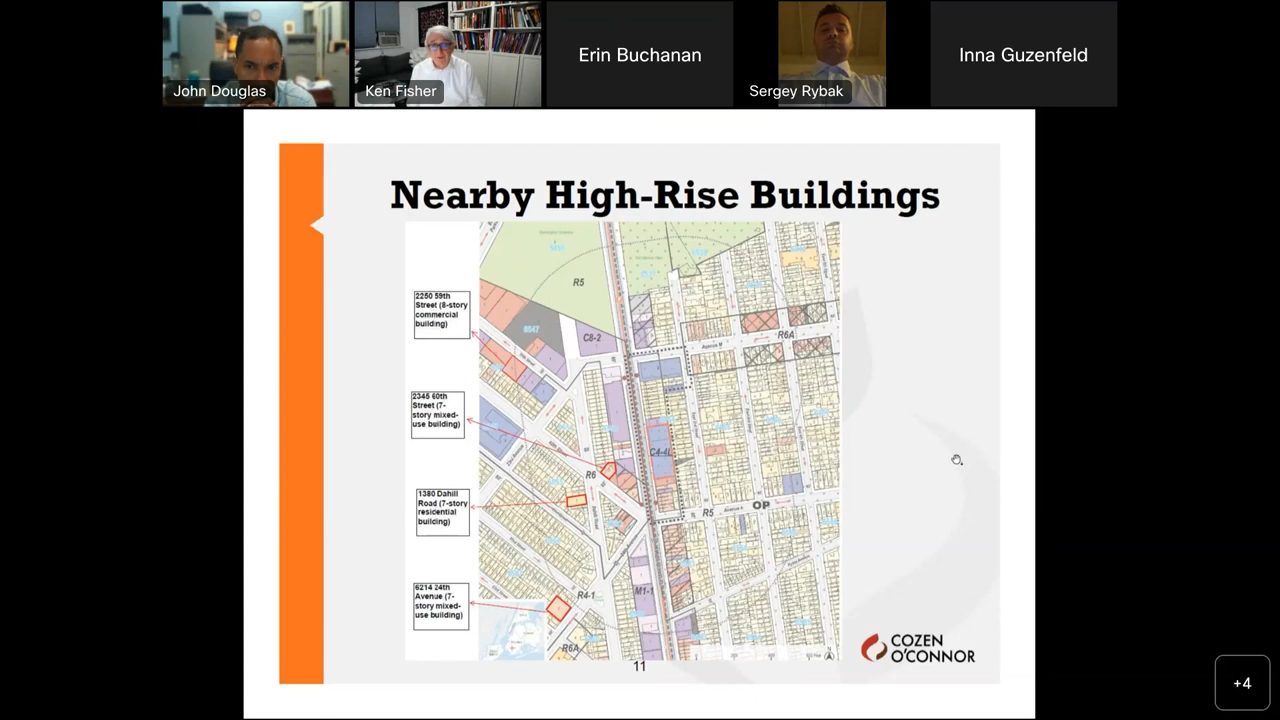 John Douglas
Ken Fisher
Erin Buchanan
Sergey Rybak
Inna Guzenfeld
Nearby High-Rise Buildings
2250 59th
Street (8-story
commercial
building)
2345 60th
Street (7-
story mixed-
use building)
1380 Dahill
Road (7-story
residential
building)
6214 24th
Avenue (7-
story mixed-
use building)
R5
C8-2
R6A
Avenue M
C4-4L
R6
R5
OP
R4-1
M1-1
R6A
11
COZEN
O'CONNOR
+4